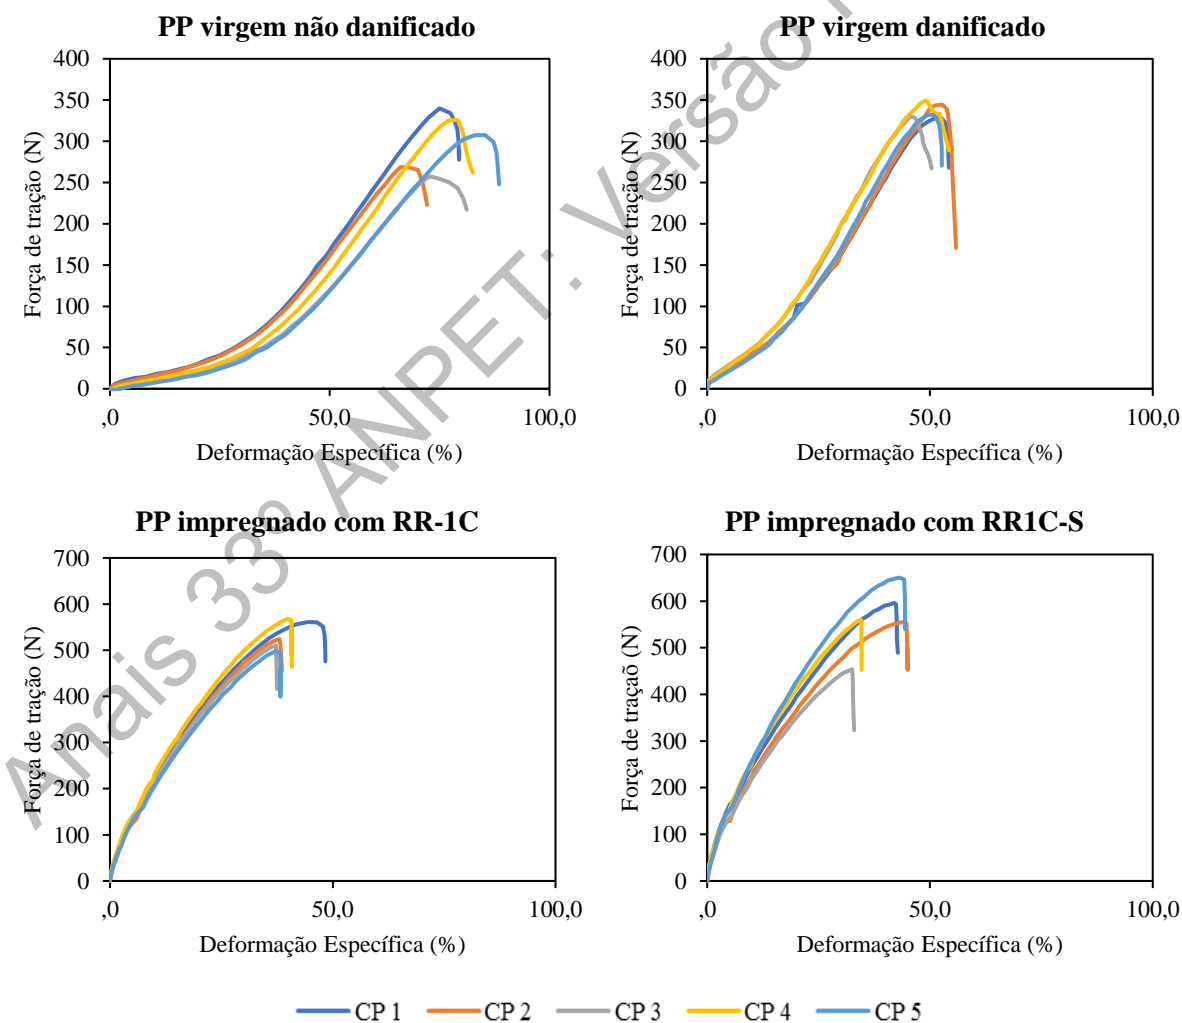 PP virgem não danificado
400
350
300
250
200
150
100
50
0
Força de tração (N)
,0 50,0 100,0
Deformação Específica (%)
PP virgem danificado
400
350
300
250
200
150
100
50
0
Força de tração (N)
,0 50,0 100,0
Deformação Específica (%)
PP impregnado com RR-1C
700
600
500
400
300
200
100
0
Força de tração (N)
,0 50,0 100,0
Deformação Específica (%)
PP impregnado com RR1C-S
700
600
500
400
300
200
100
0
Força de traçaõ (N)
,0 50,0 100,0
Deformação Específica (%)
CP 1 CP 2 CP 3 CP 4 CP 5
Anais 33º ANPET: Versão